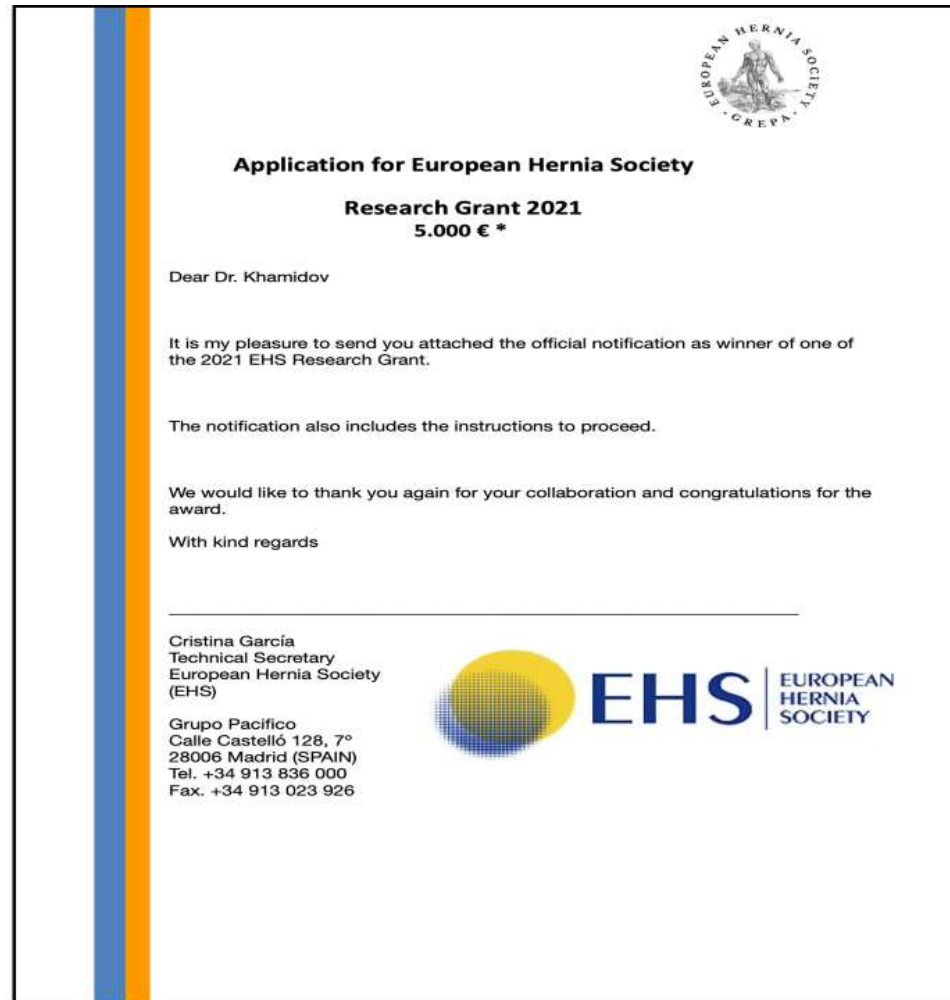 EUROPEAN HERNIA SOCIETY
· GREPA ·
Application for European Hernia Society
Research Grant 2021
5.000 € *
Dear Dr. Khamidov
It is my pleasure to send you attached the official notification as winner of one of
the 2021 EHS Research Grant.
The notification also includes the instructions to proceed.
We would like to thank you again for your collaboration and congratulations for the
award.
With kind regards
Cristina García
Technical Secretary
European Hernia Society
(EHS)
Grupo Pacifico
Calle Castelló 128, 7º
28006 Madrid (SPAIN)
Tel. +34 913 836 000
Fax. +34 913 023 926
EHS
EUROPEAN
HERNIA
SOCIETY